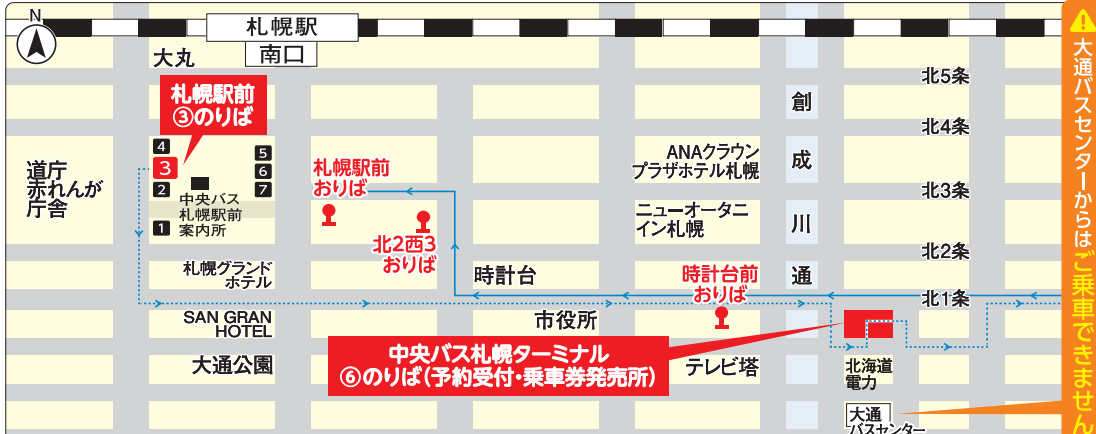 N
札幌駅
南口
大丸
札幌駅前
③のりば
4
3
2
1
5
6
7
中央バス
札幌駅前
案内所
道庁
赤れんが
庁舎
札幌駅前
おりば
北2西3
おりば
ANAクラウン
プラザホテル札幌
ニューオータニ
イン札幌
創成川通
北5条
北4条
北3条
北2条
北1条
札幌グランド
ホテル
時計台
時計台前
おりば
SAN GRAN
HOTEL
市役所
大通公園
中央バス札幌ターミナル
⑥のりば(予約受付・乗車券発売所)
テレビ塔
北海道
電力
大通
バスセンター
大通バスセンターからはご乗車できません